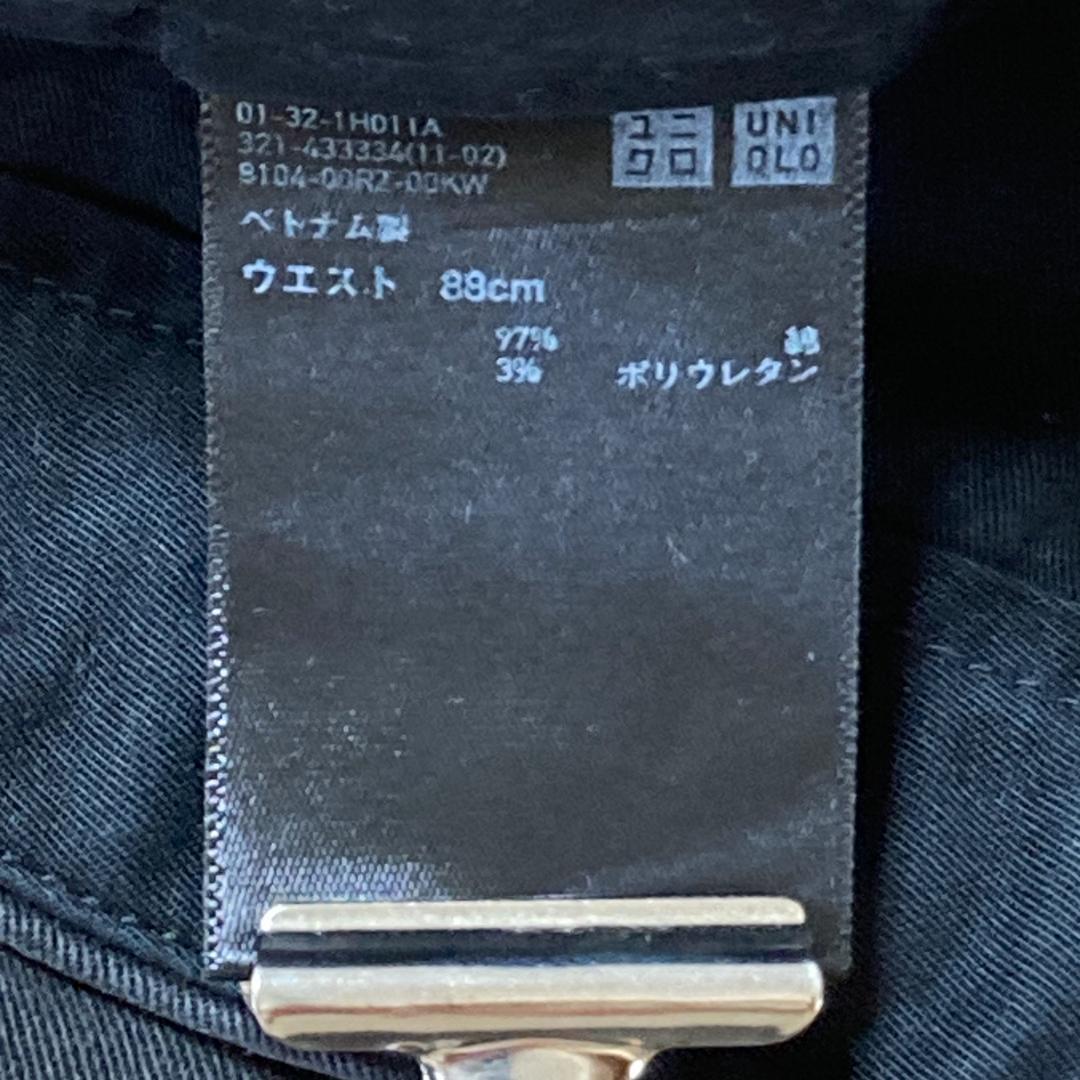 01-32-1H011A
321-433334(11-02)
9104-00RZ-00KW
ユニ
クロ
UNI
QLO
ベトナム製
ウエスト 88cm
97% 綿
3% ポリウレタン